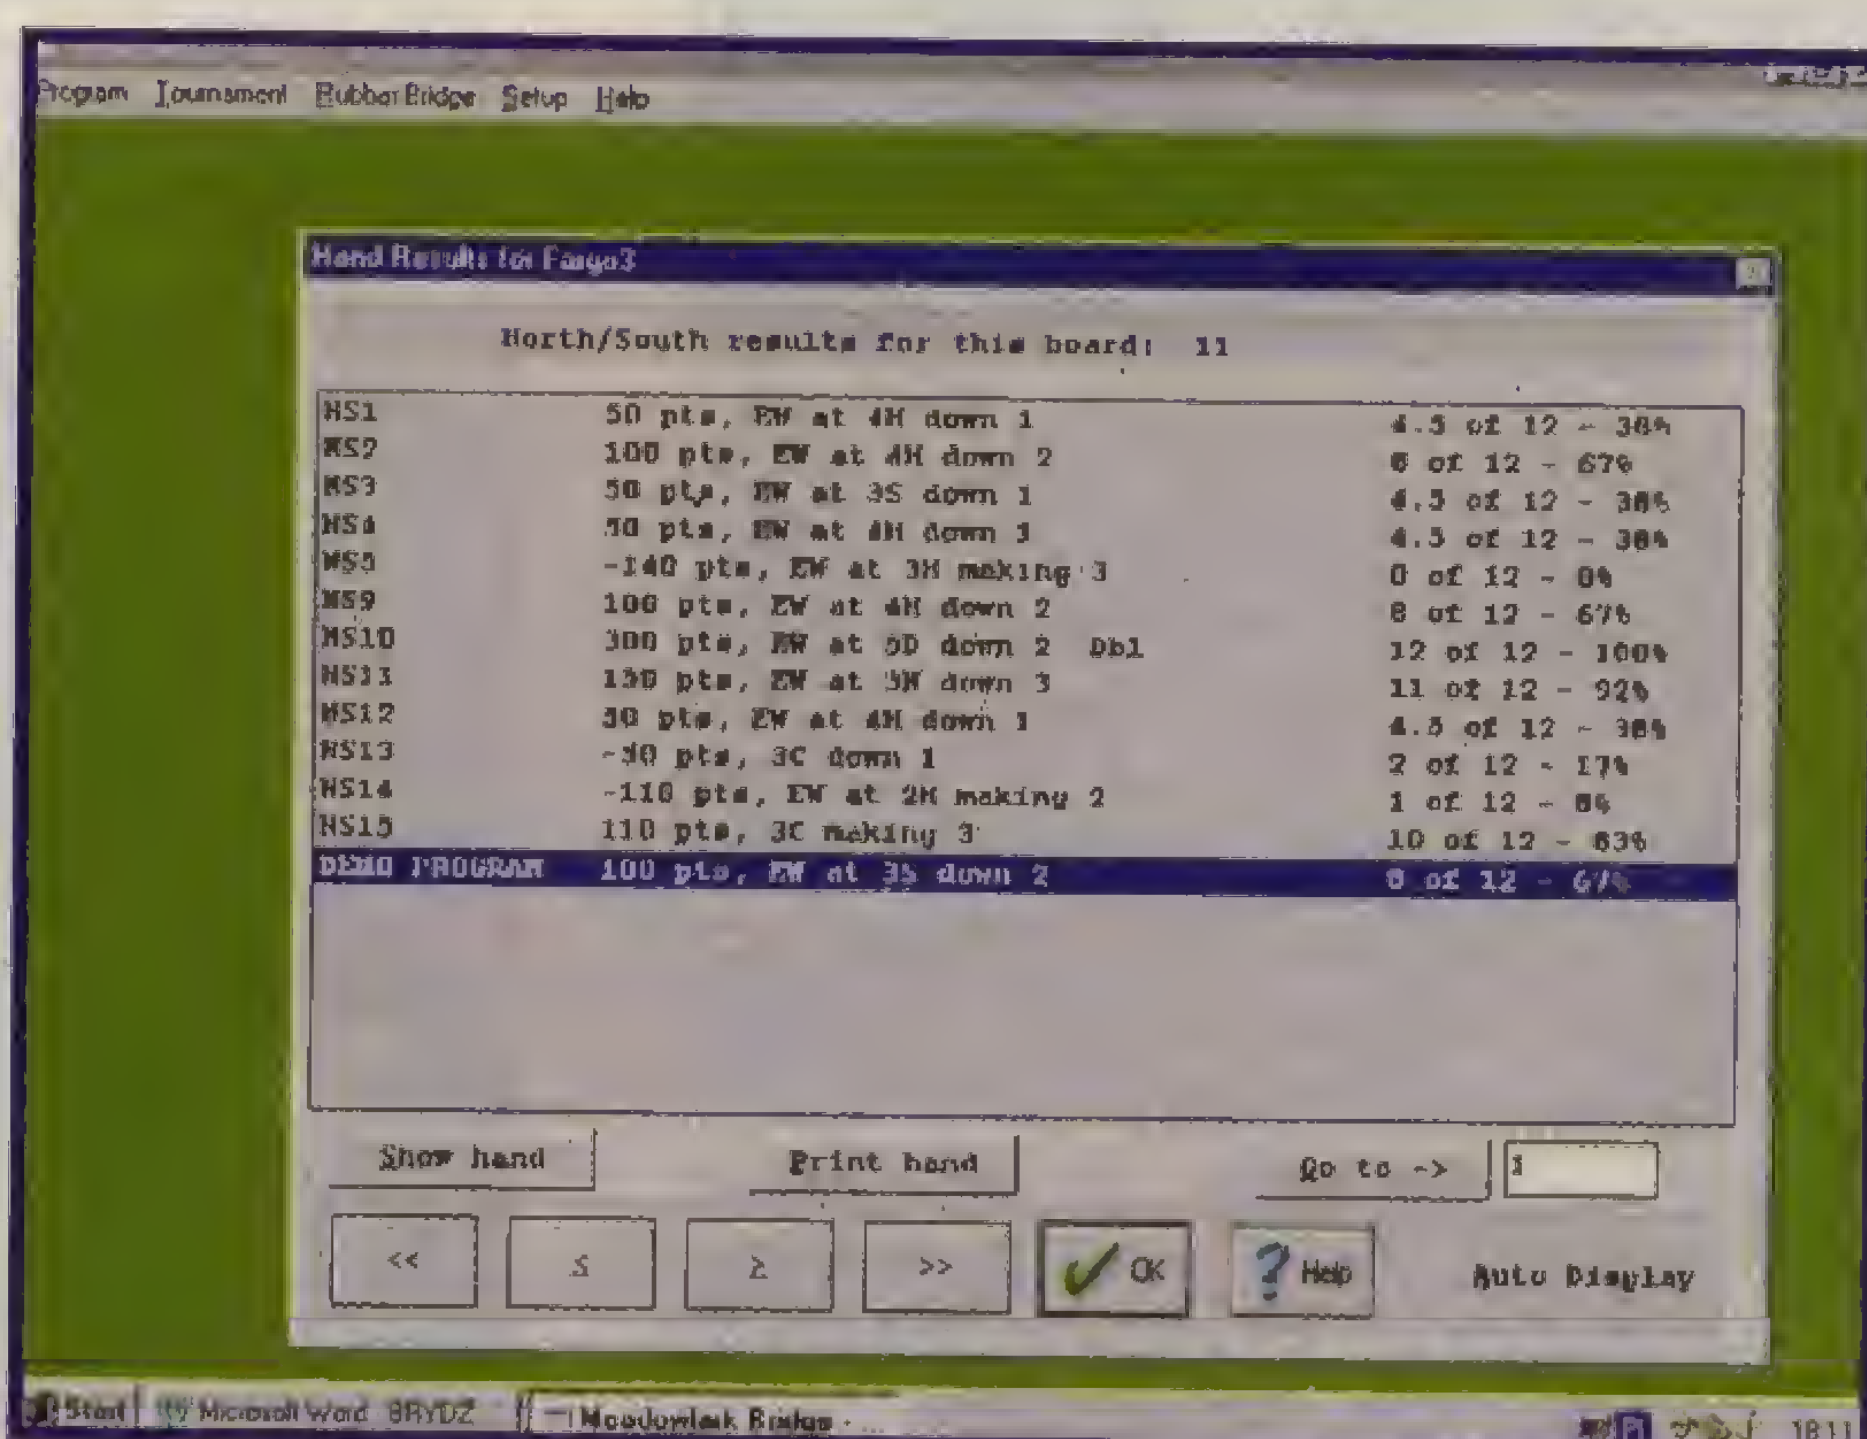 Program Tournament Rubber Bridge Setup Help
Hand Results for Fargo3
North/South results for this board: 11
NS1 50 pts, EW at 4H down 1 4.5 of 12 - 38%
NS2 100 pts, EW at 4H down 2 8 of 12 - 67%
NS3 50 pts, EW at 3S down 1 4.5 of 12 - 38%
NS4 50 pts, EW at 4H down 1 4.5 of 12 - 38%
NS5 -140 pts, EW at 3H making 3 0 of 12 - 0%
NS9 100 pts, EW at 4H down 2 8 of 12 - 67%
NS10 300 pts, EW at 5D down 2 Dbl 12 of 12 - 100%
NS11 150 pts, EW at down 3 11 of 12 - 92%
NS12 50 pts, EW at 4H down 1 4.5 of 12 - 38%
NS13 -50 pts, 3C down 1 2 of 12 - 17%
NS14 -110 pts, EW at 2H making 2 1 of 12 - 8%
NS15 110 pts, 3C making 3 10 of 12 - 83%
DEMO PROGRAM 100 pts, EW at 3S down 2 8 of 12 - 67%
Show hand Print hand Go to -> 1
<< < > >> OK ? Help Auto Display
Start Microsoft Word BRYDZ Meadowlark Bridge 18:11